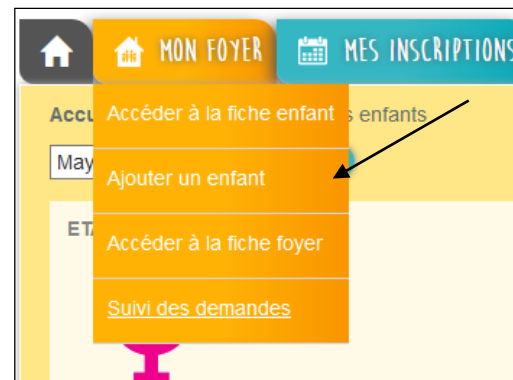 MON FOYER MES INSCRIPTIONS
Accu
Accéder à la fiche enfant
enfants
May
Ajouter un enfant
ETA
Accéder à la fiche foyer
Suivi des demandes